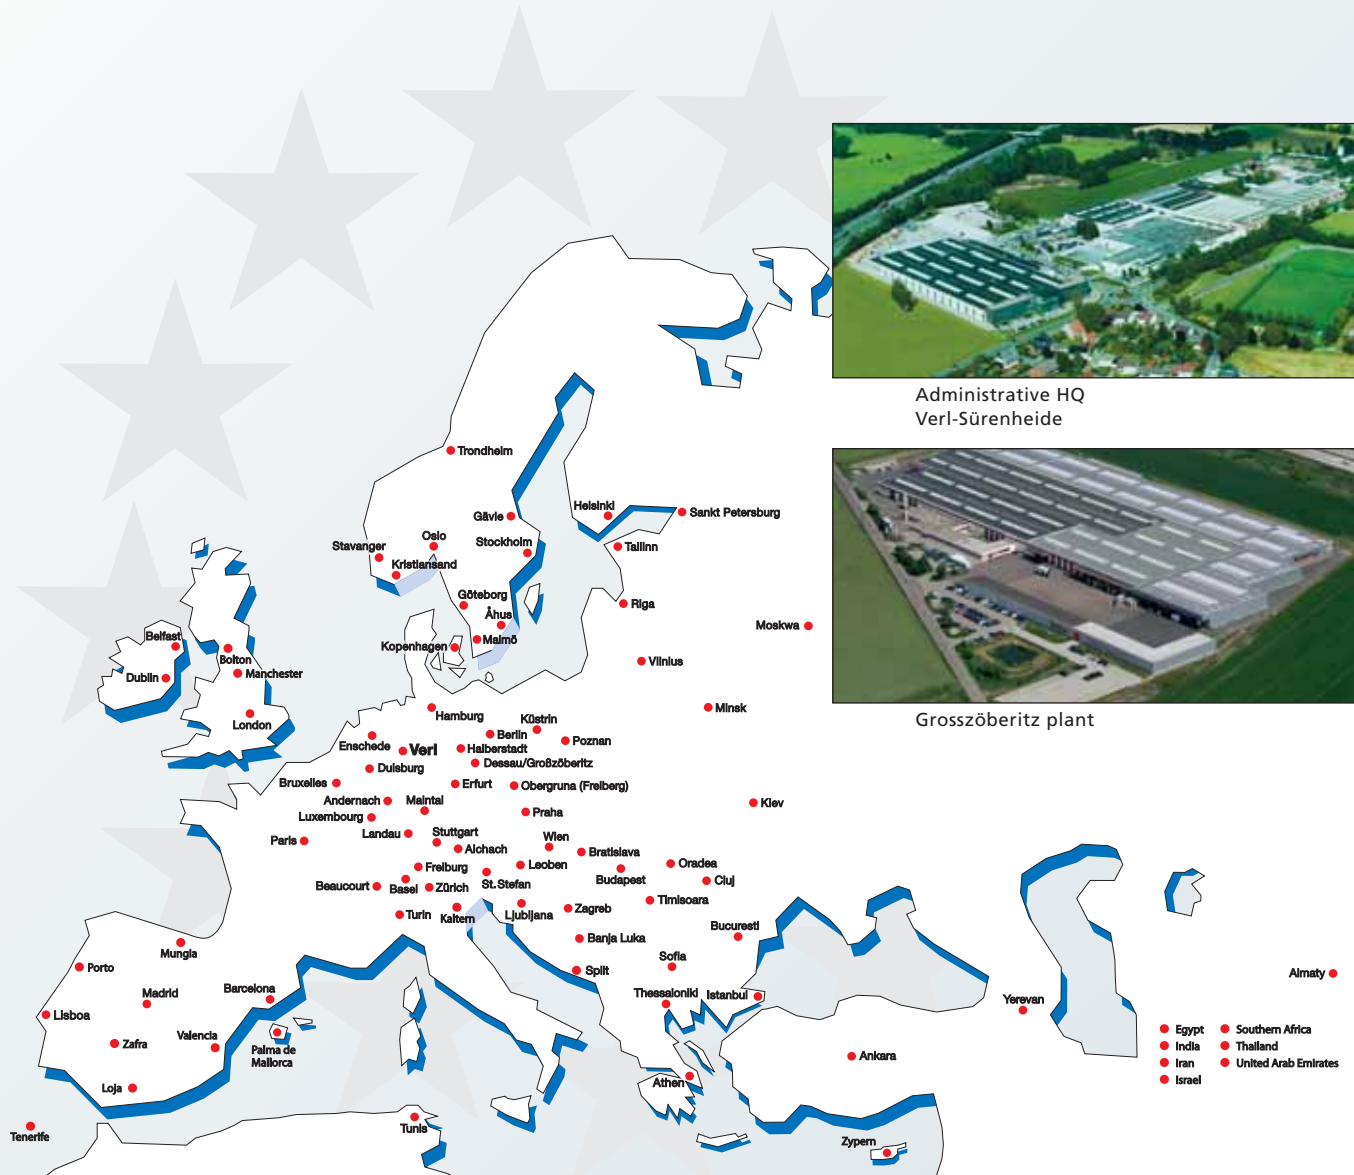 Administrative HQ
Verl-Sürenheide
Grosszöberitz plant
Trondheim
Gävle
Helsinki
Sankt Petersburg
Oslo
Stavanger
Stockholm
Tallinn
Kristiansand
Göteborg
Åhus
Riga
Malmö
Moskwa
Kopenhagen
Belfast
Bolton
Dublin
Manchester
Vilnius
London
Hamburg
Küstrin
Minsk
Enschede
Verl
Berlin
Poznan
Halberstadt
Dessau/Großzöberitz
Duisburg
Bruxelles
Erfurt
Obergruna (Freiberg)
Andernach
Maintal
Kiev
Luxembourg
Praha
Paris
Landau
Stuttgart
Wien
Aichach
Bratislava
Freiburg
Leoben
Oradea
Beaucourt
Basel
Zürich
St. Stefan
Budapest
Cluj
Timisoara
Turin
Kaltern
Ljubljana
Zagreb
Bucuresti
Mungia
Banja Luka
Porto
Split
Sofia
Almaty
Madrid
Barcelona
Thessaloniki
Istanbul
Yerevan
Lisboa
Zafra
Valencia
Palma de
Mallorca
Ankara
Loja
Athen
Tenerife
Tunis
Zypern
Egypt
India
Iran
Israel
Southern Africa
Thailand
United Arab Emirates